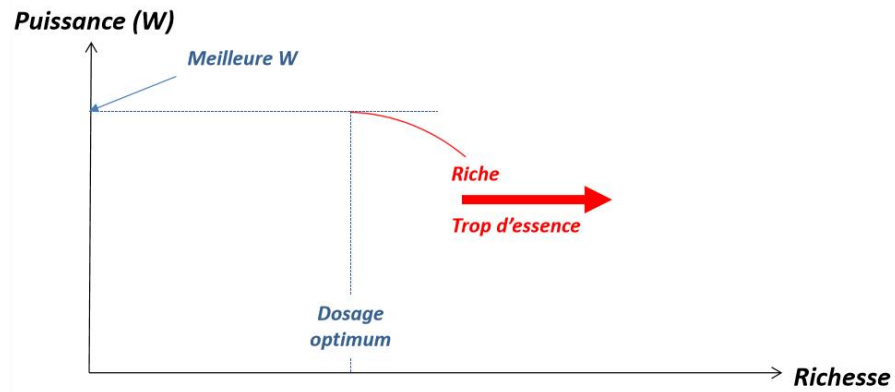 Puissance (W)
Meilleure W
Riche
Trop d’essence
Dosage
optimum
Richesse